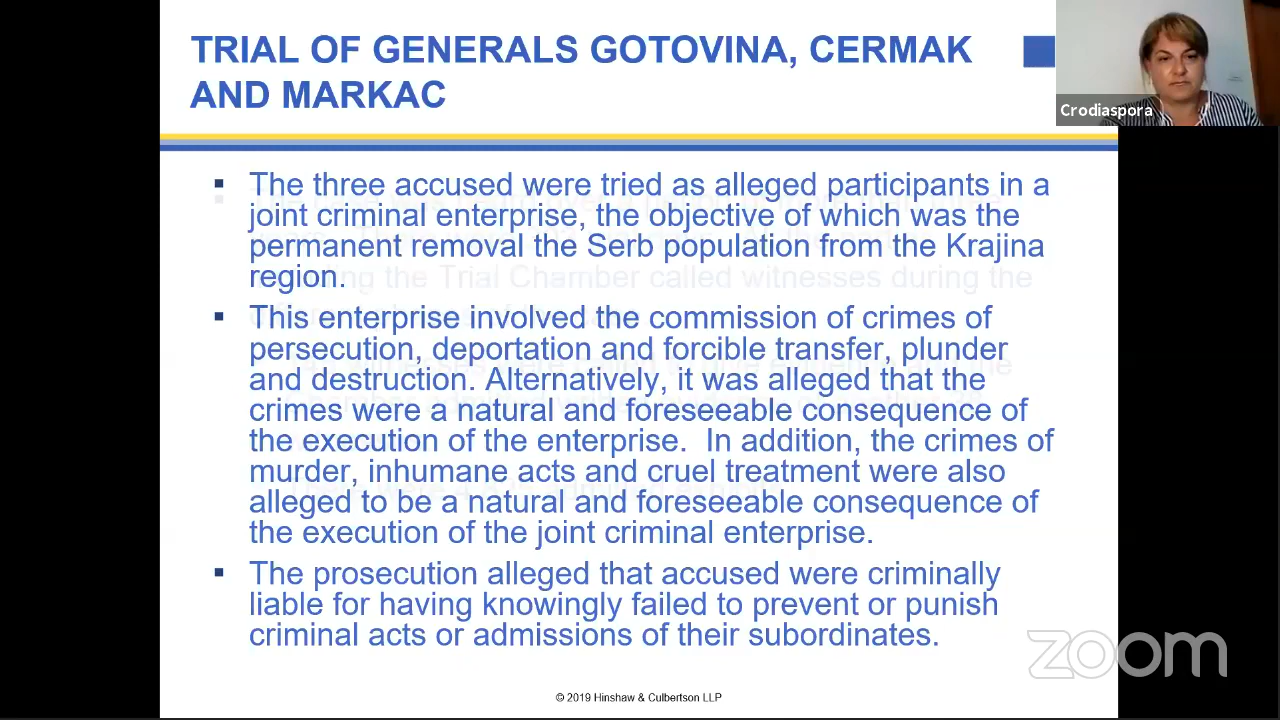 TRIAL OF GENERALS GOTOVINA, CERMAK
AND MARKAC
Crodiaspora
▪ The three accused were tried as alleged participants in a
joint criminal enterprise, the objective of which was the
permanent removal the Serb population from the Krajina
region.
▪ This enterprise involved the commission of crimes of
persecution, deportation and forcible transfer, plunder
and destruction. Alternatively, it was alleged that the
crimes were a natural and foreseeable consequence of
the execution of the enterprise. In addition, the crimes of
murder, inhumane acts and cruel treatment were also
alleged to be a natural and foreseeable consequence of
the execution of the joint criminal enterprise.
▪ The prosecution alleged that accused were criminally
liable for having knowingly failed to prevent or punish
criminal acts or admissions of their subordinates.
zoom
© 2019 Hinshaw & Culbertson LLP